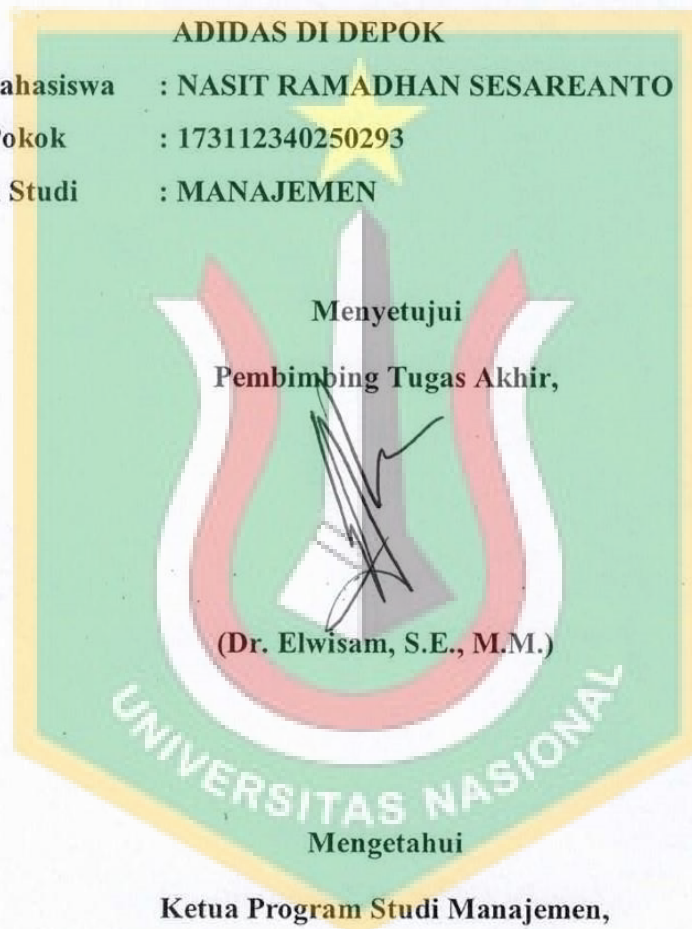 ADIDAS DI DEPOK
ahasiswa : NASIT RAMADHAN SESAREANTO
Pokok : 173112340250293
Studi : MANAJEMEN
Menyetujui
Pembimbing Tugas Akhir,
(Dr. Elwisam, S.E., M.M.)
UNIVERSITAS NASIONAL
Mengetahui
Ketua Program Studi Manajemen,